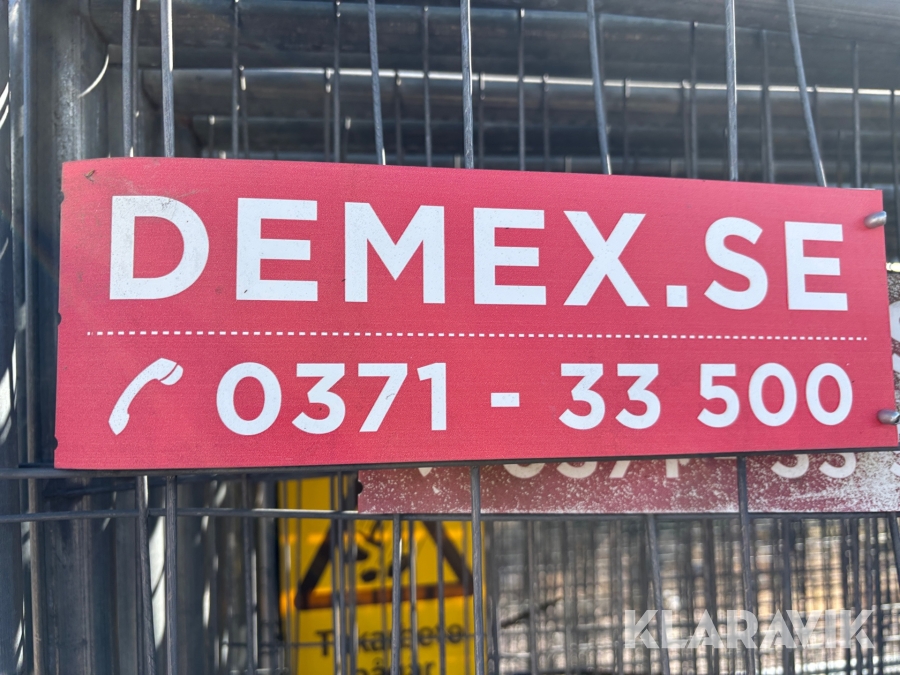 DEMEX.SE
0371 - 33 500
KLARAVIK